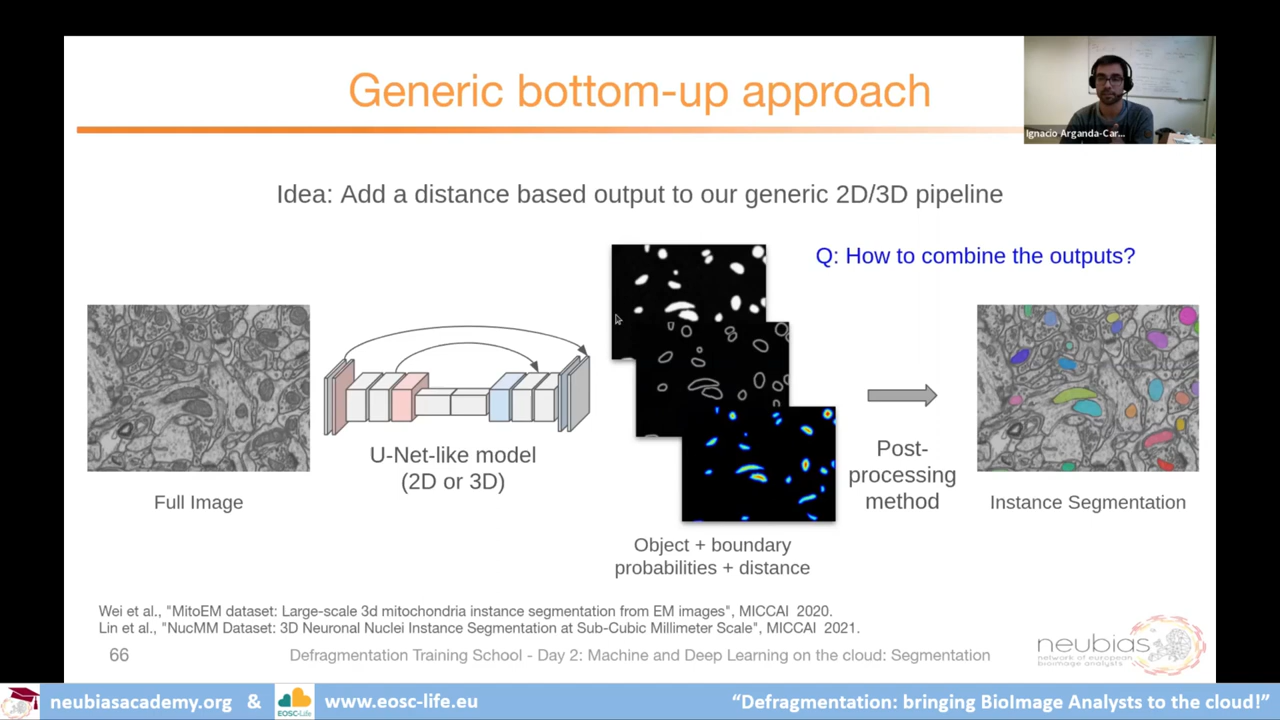 Generic bottom-up approach
Ignacio Arganda-Car...
Idea: Add a distance based output to our generic 2D/3D pipeline
Q: How to combine the outputs?
U-Net-like model
(2D or 3D)
Post-
processing
method
Full Image
Instance Segmentation
Object + boundary
probabilities + distance
Wei et al., "MitoEM dataset: Large-scale 3d mitochondria instance segmentation from EM images", MICCAI 2020.
Lin et al., "NucMM Dataset: 3D Neuronal Nuclei Instance Segmentation at Sub-Cubic Millimeter Scale", MICCAI 2021.
66
Defragmentation Training School - Day 2: Machine and Deep Learning on the cloud: Segmentation
neubias
network of european
bioimage analysts
neubiasacademy.org & EOSC-Life www.eosc-life.eu
“Defragmentation: bringing BioImage Analysts to the cloud!”